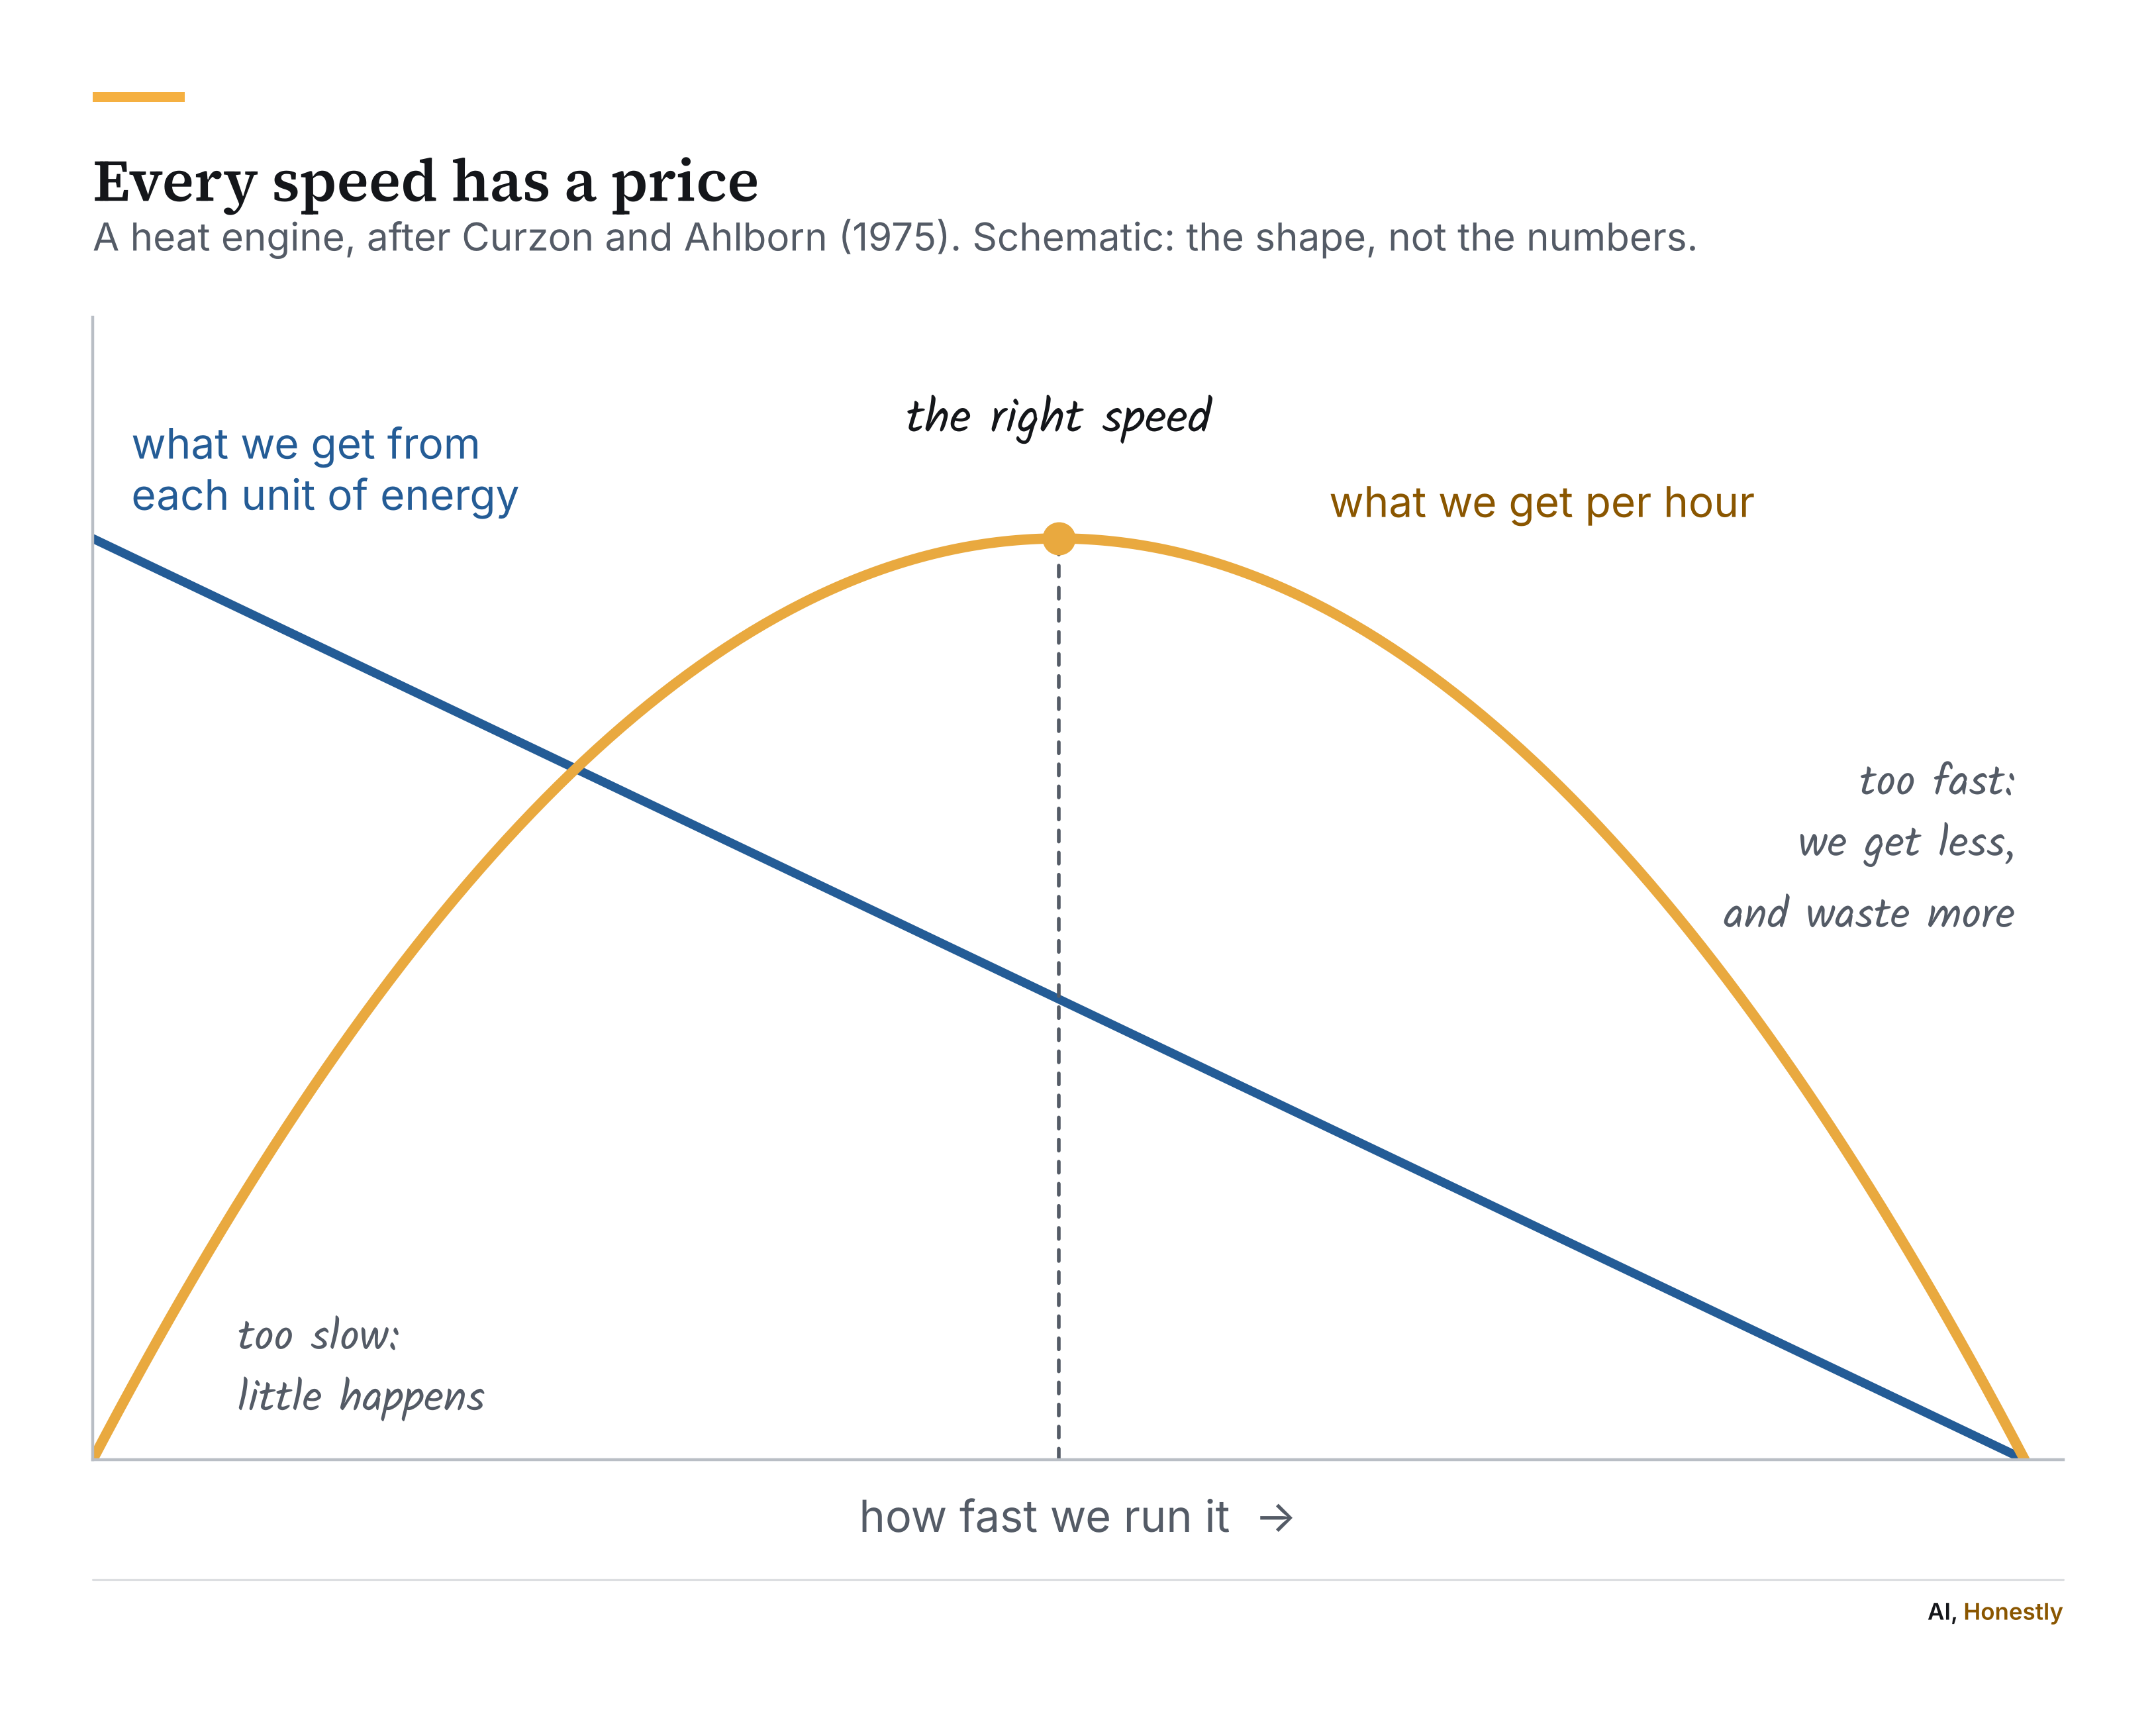 Every speed has a price
A heat engine, after Curzon and Ahlborn (1975). Schematic: the shape, not the numbers.
the right speed
what we get from
each unit of energy
what we get per hour
too fast:
we get less,
and waste more
too slow:
little happens
how fast we run it →
AI, Honestly